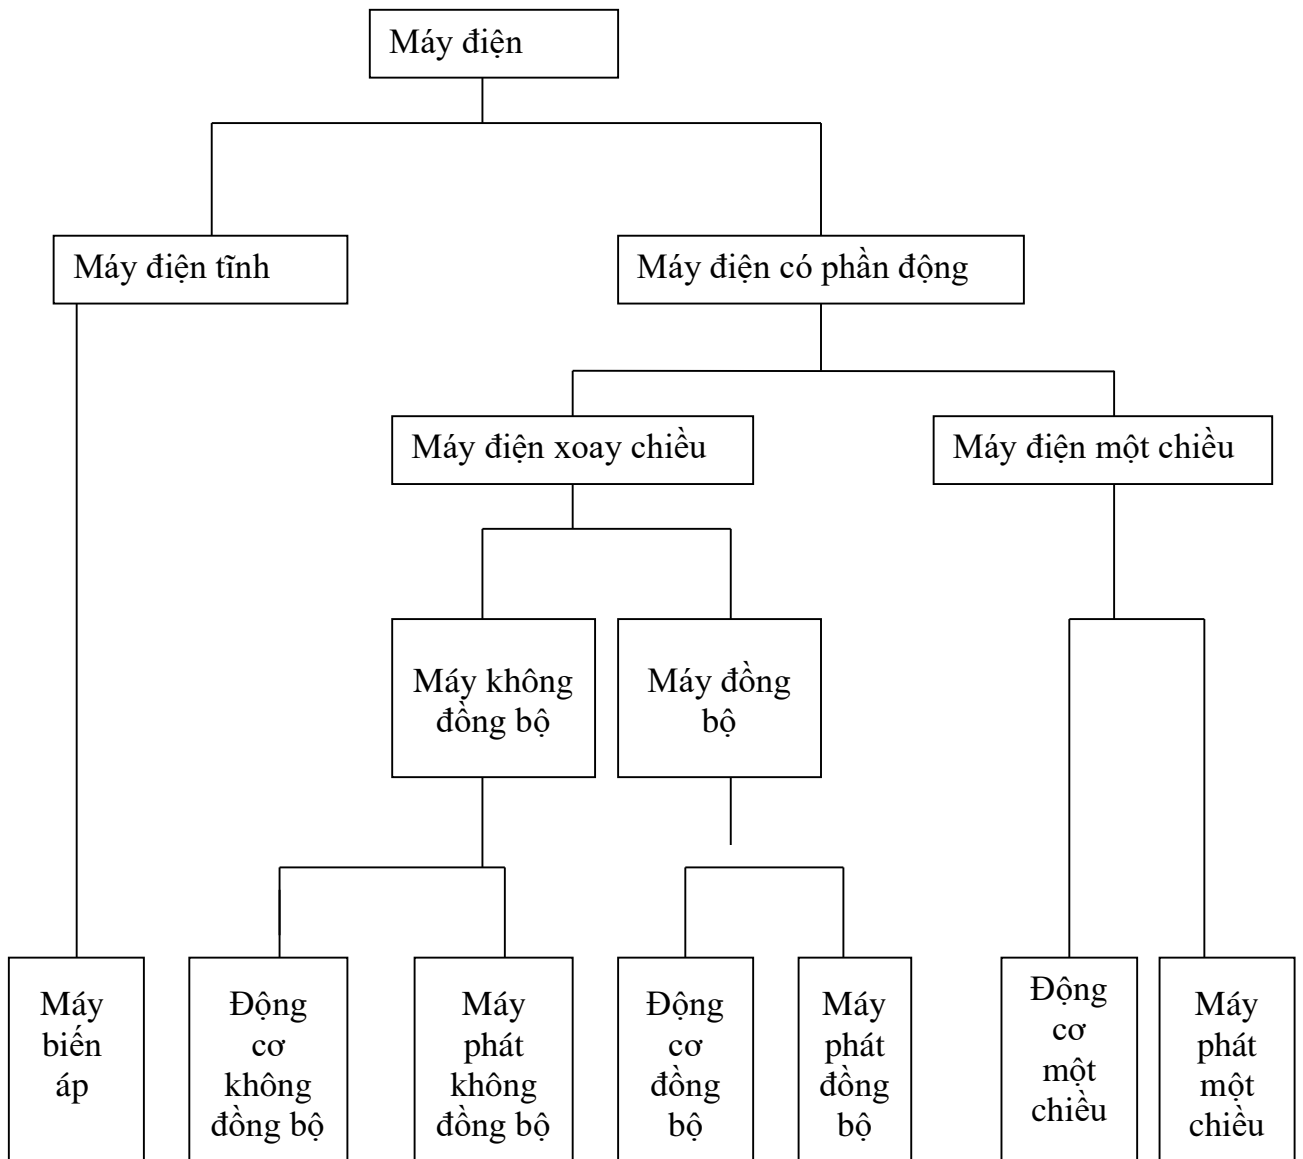 Máy điện
Máy điện tĩnh
Máy điện có phần động
Máy điện xoay chiều
Máy điện một chiều
Máy không
đồng bộ
Máy đồng
bộ
Máy
biến
áp
Động
cơ
không
đồng bộ
Máy
phát
không
đồng bộ
Động
cơ
đồng
bộ
Máy
phát
đồng
bộ
Động
cơ
một
chiều
Máy
phát
một
chiều